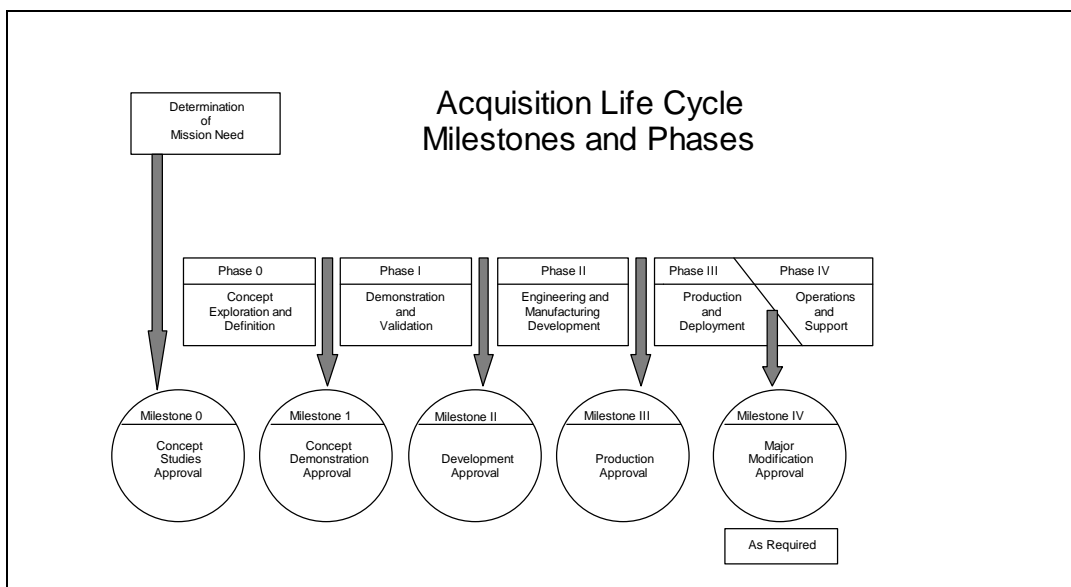 Acquisition Life Cycle
Milestones and Phases
Determination
of
Mission Need
Phase 0
Concept
Exploration and
Definition
Phase I
Demonstration
and
Validation
Phase II
Engineering and
Manufacturing
Development
Phase III
Production
and
Deployment
Phase IV
Operations
and
Support
Milestone 0
Concept
Studies
Approval
Milestone 1
Concept
Demonstration
Approval
Milestone II
Development
Approval
Milestone III
Production
Approval
Milestone IV
Major
Modification
Approval
As Required